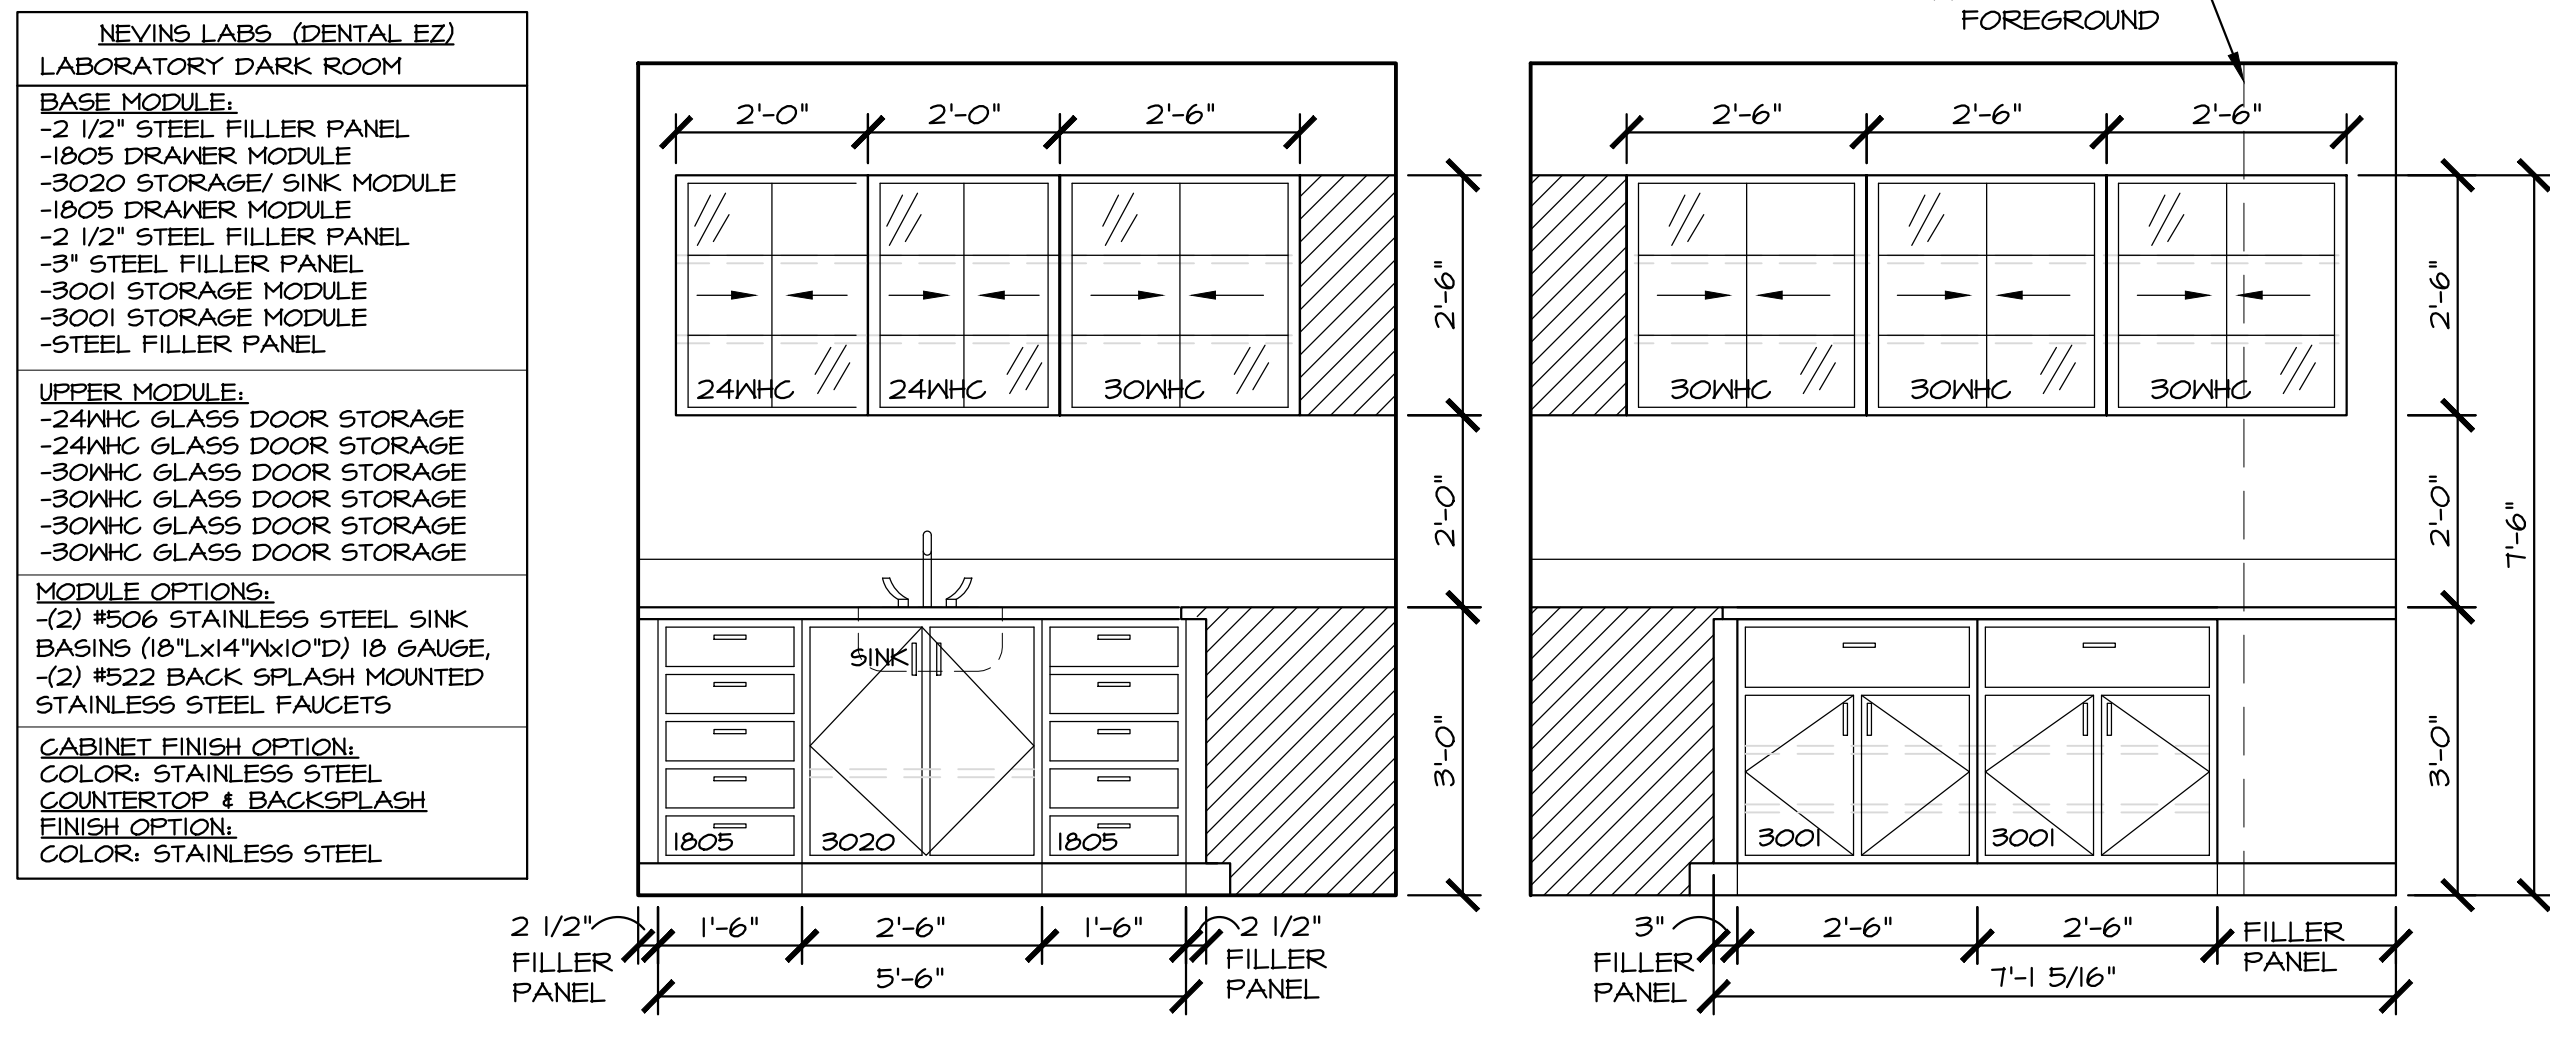 NEVINS LABS (DENTAL EZ)
LABORATORY DARK ROOM
BASE MODULE:
-2 1/2" STEEL FILLER PANEL
-1805 DRAWER MODULE
-3020 STORAGE/ SINK MODULE
-1805 DRAWER MODULE
-2 1/2" STEEL FILLER PANEL
-3" STEEL FILLER PANEL
-3001 STORAGE MODULE
-3001 STORAGE MODULE
-STEEL FILLER PANEL
UPPER MODULE:
-24WHC GLASS DOOR STORAGE
-24WHC GLASS DOOR STORAGE
-30WHC GLASS DOOR STORAGE
-30WHC GLASS DOOR STORAGE
-30WHC GLASS DOOR STORAGE
-30WHC GLASS DOOR STORAGE
MODULE OPTIONS:
-(2) #506 STAINLESS STEEL SINK
BASINS (18"Lx14"Wx10"D) 18 GAUGE,
-(2) #522 BACK SPLASH MOUNTED
STAINLESS STEEL FAUCETS
CABINET FINISH OPTION:
COLOR: STAINLESS STEEL
COUNTERTOP & BACKSPLASH
FINISH OPTION:
COLOR: STAINLESS STEEL
2'-0" 2'-0" 2'-6"
24WHC 24WHC 30WHC
2'-6"
2'-0"
3'-0"
SINK
1805 3020 1805
2 1/2"
FILLER
PANEL
1'-6" 2'-6" 1'-6"
2 1/2"
FILLER
PANEL
5'-6"
FOREGROUND
2'-6" 2'-6" 2'-6"
30WHC 30WHC 30WHC
2'-6"
2'-0"
3'-0"
7'-6"
3001 3001
3"
FILLER
PANEL
2'-6" 2'-6"
FILLER
PANEL
7'-1 5/16"